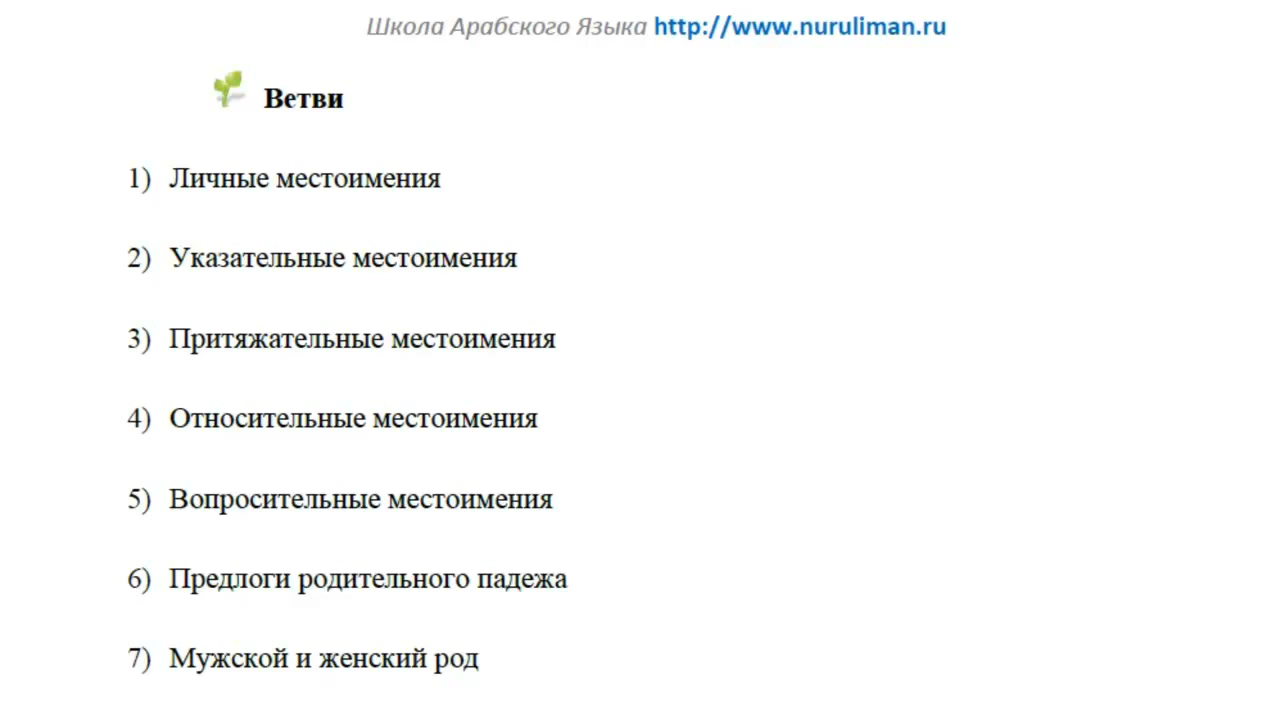 Школа Арабского Языка http://www.nuruliman.ru
Ветви
1) Личные местоимения
2) Указательные местоимения
3) Притяжательные местоимения
4) Относительные местоимения
5) Вопросительные местоимения
6) Предлоги родительного падежа
7) Мужской и женский род